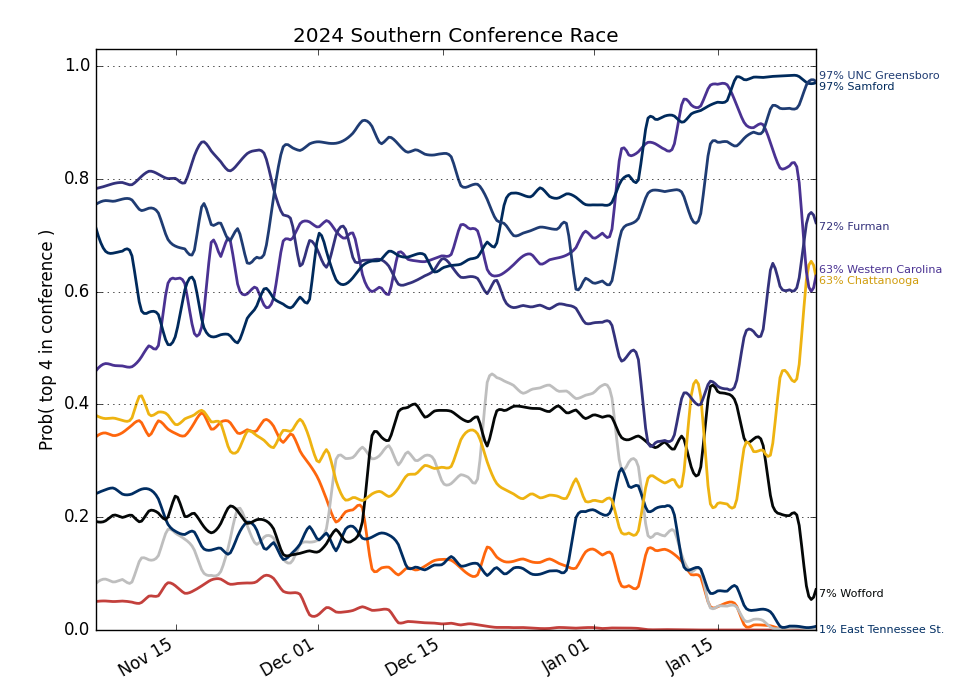 2024 Southern Conference Race
Prob( top 4 in conference )
1.0
0.8
0.6
0.4
0.2
0.0
Nov 15
Dec 01
Dec 15
Jan 01
Jan 15
97% UNC Greensboro
97% Samford
72% Furman
63% Western Carolina
63% Chattanooga
7% Wofford
1% East Tennessee St.